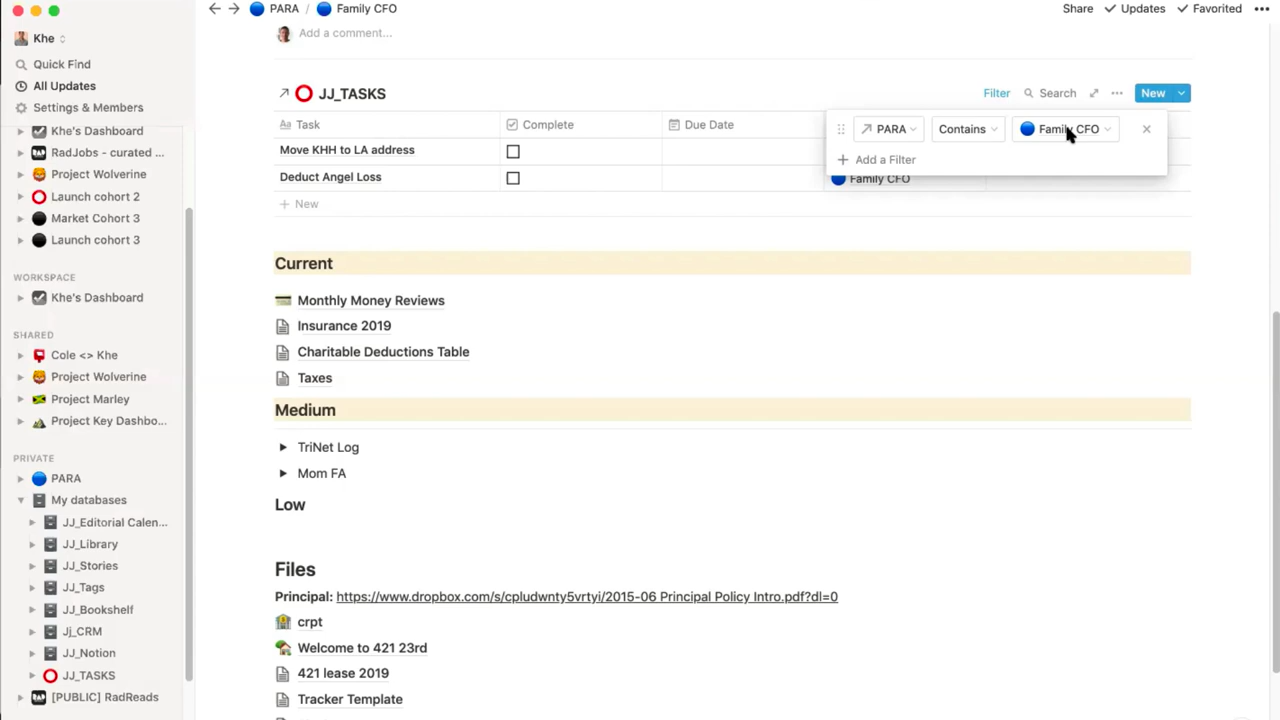 PARA / Family CFO
Share Updates Favorited
Khe
Quick Find
All Updates
Settings & Members
Khe's Dashboard
RadJobs - curated ...
Project Wolverine
Launch cohort 2
Market Cohort 3
Launch cohort 3
WORKSPACE
Khe's Dashboard
SHARED
Cole <> Khe
Project Wolverine
Project Marley
Project Key Dashbo...
PRIVATE
PARA
My databases
JJ_Editorial Calen...
JJ_Library
JJ_Stories
JJ_Tags
JJ_Bookshelf
Jj_CRM
JJ_Notion
JJ_TASKS
[PUBLIC] RadReads
Add a comment...
JJ_TASKS
Filter Search New
Aa Task Complete Due Date
PARA Contains Family CFO
Add a Filter
Move KHH to LA address
Deduct Angel Loss Family CFO
New
Current
Monthly Money Reviews
Insurance 2019
Charitable Deductions Table
Taxes
Medium
TriNet Log
Mom FA
Low
Files
Principal: https://www.dropbox.com/s/cpludwnty5vrtyi/2015-06 Principal Policy Intro.pdf?dl=0
crpt
Welcome to 421 23rd
421 lease 2019
Tracker Template